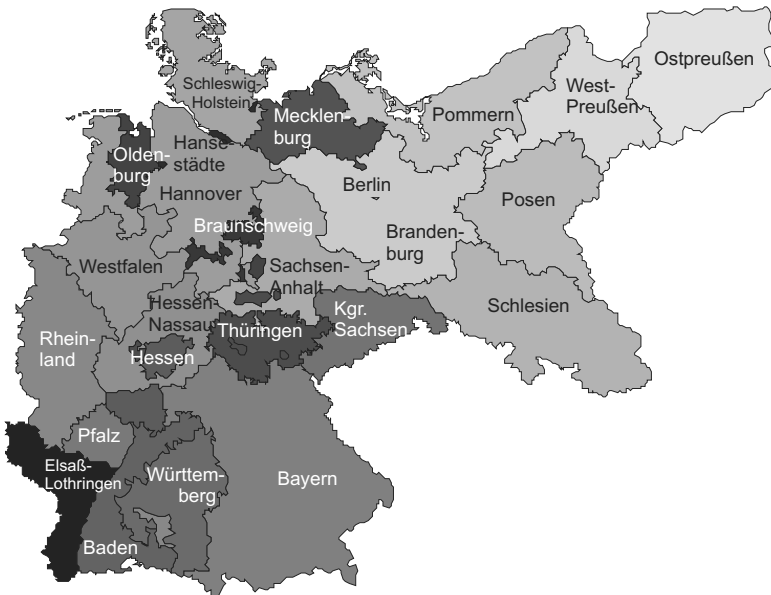 Ostpreußen
West-
Preußen
Schleswig-
Holstein
Pommern
Mecklen-
burg
Hanse-
städte
Olden-
burg
Berlin
Hannover
Posen
Braunschweig
Branden-
burg
Westfalen
Sachsen-
Anhalt
Schlesien
Hessen-
Nassau
Kgr.
Sachsen
Rhein-
land
Thüringen
Hessen
Pfalz
Elsaß-
Lothringen
Württem-
berg
Bayern
Baden